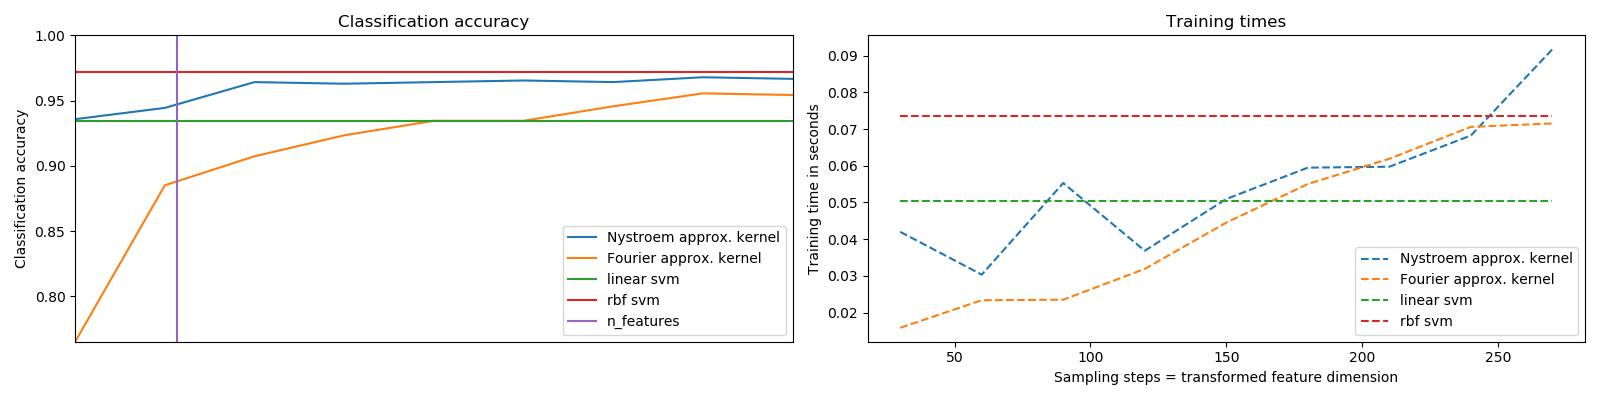 Classification accuracy
Classification accuracy
1.00
0.95
0.90
0.85
0.80
Nystroem approx. kernel
Fourier approx. kernel
linear svm
rbf svm
n_features
Training times
Training time in seconds
0.09
0.08
0.07
0.06
0.05
0.04
0.03
0.02
Nystroem approx. kernel
Fourier approx. kernel
linear svm
rbf svm
50 100 150 200 250
Sampling steps = transformed feature dimension